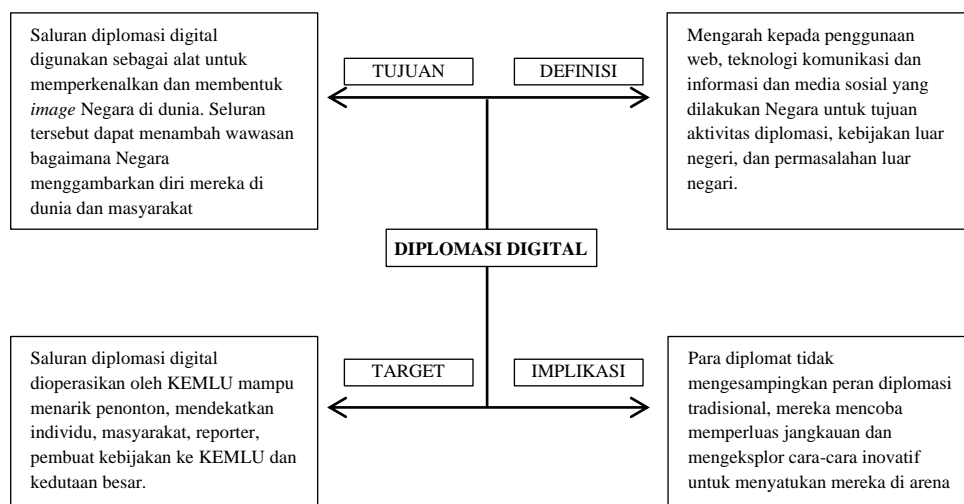 Saluran diplomasi digital
digunakan sebagai alat untuk
memperkenalkan dan membentuk
image Negara di dunia. Seluran
tersebut dapat menambah wawasan
bagaimana Negara
menggambarkan diri mereka di
dunia dan masyarakat
TUJUAN
DEFINISI
Mengarah kepada penggunaan
web, teknologi komunikasi dan
informasi dan media sosial yang
dilakukan Negara untuk tujuan
aktivitas diplomasi, kebijakan luar
negeri, dan permasalahan luar
negari.
DIPLOMASI DIGITAL
Saluran diplomasi digital
dioperasikan oleh KEMLU mampu
menarik penonton, mendekatkan
individu, masyarakat, reporter,
pembuat kebijakan ke KEMLU dan
kedutaan besar.
TARGET
IMPLIKASI
Para diplomat tidak
mengesampingkan peran diplomasi
tradisional, mereka mencoba
memperluas jangkauan dan
mengeksplor cara-cara inovatif
untuk menyatukan mereka di arena